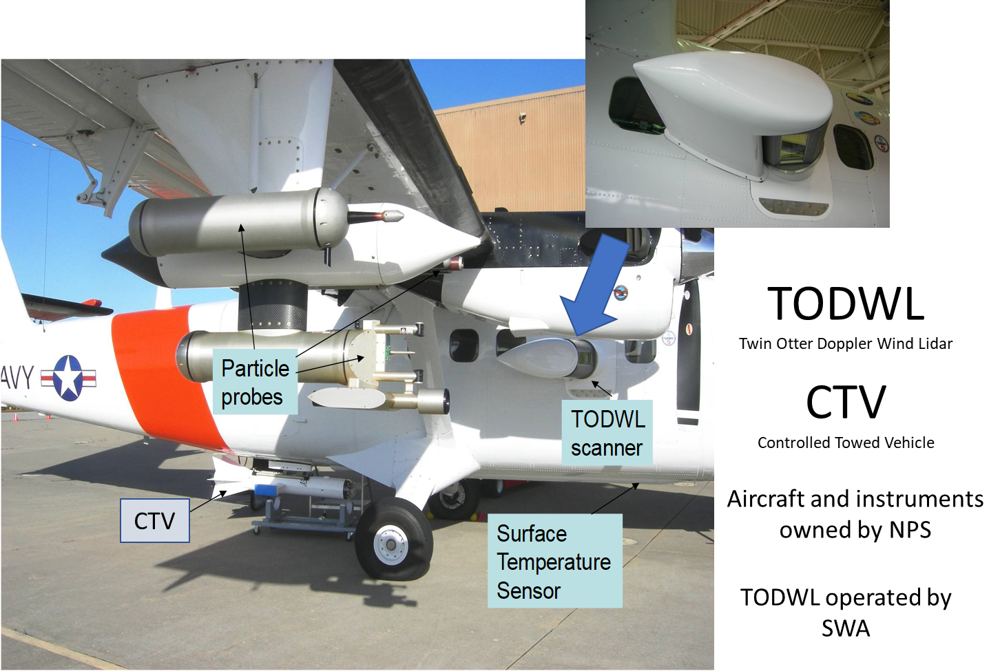 AVY
Particle
probes
TODWL
scanner
CTV
Surface
Temperature
Sensor
TODWL
Twin Otter Doppler Wind Lidar
CTV
Controlled Towed Vehicle
Aircraft and instruments
owned by NPS
TODWL operated by
SWA